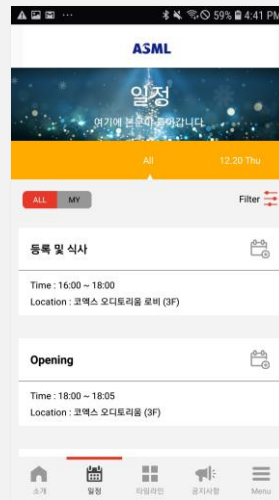 59% 4:41 PM
ASML
일정
여기에 본문이 들어갑니다.
All 12.20 Thu
ALL MY Filter
등록 및 식사
Time : 16:00 ~ 18:00
Location : 코엑스 오디토리움 로비 (3F)
Opening
Time : 18:00 ~ 18:05
Location : 코엑스 오디토리움 (3F)
소개 일정 타임라인 공지사항 Menu